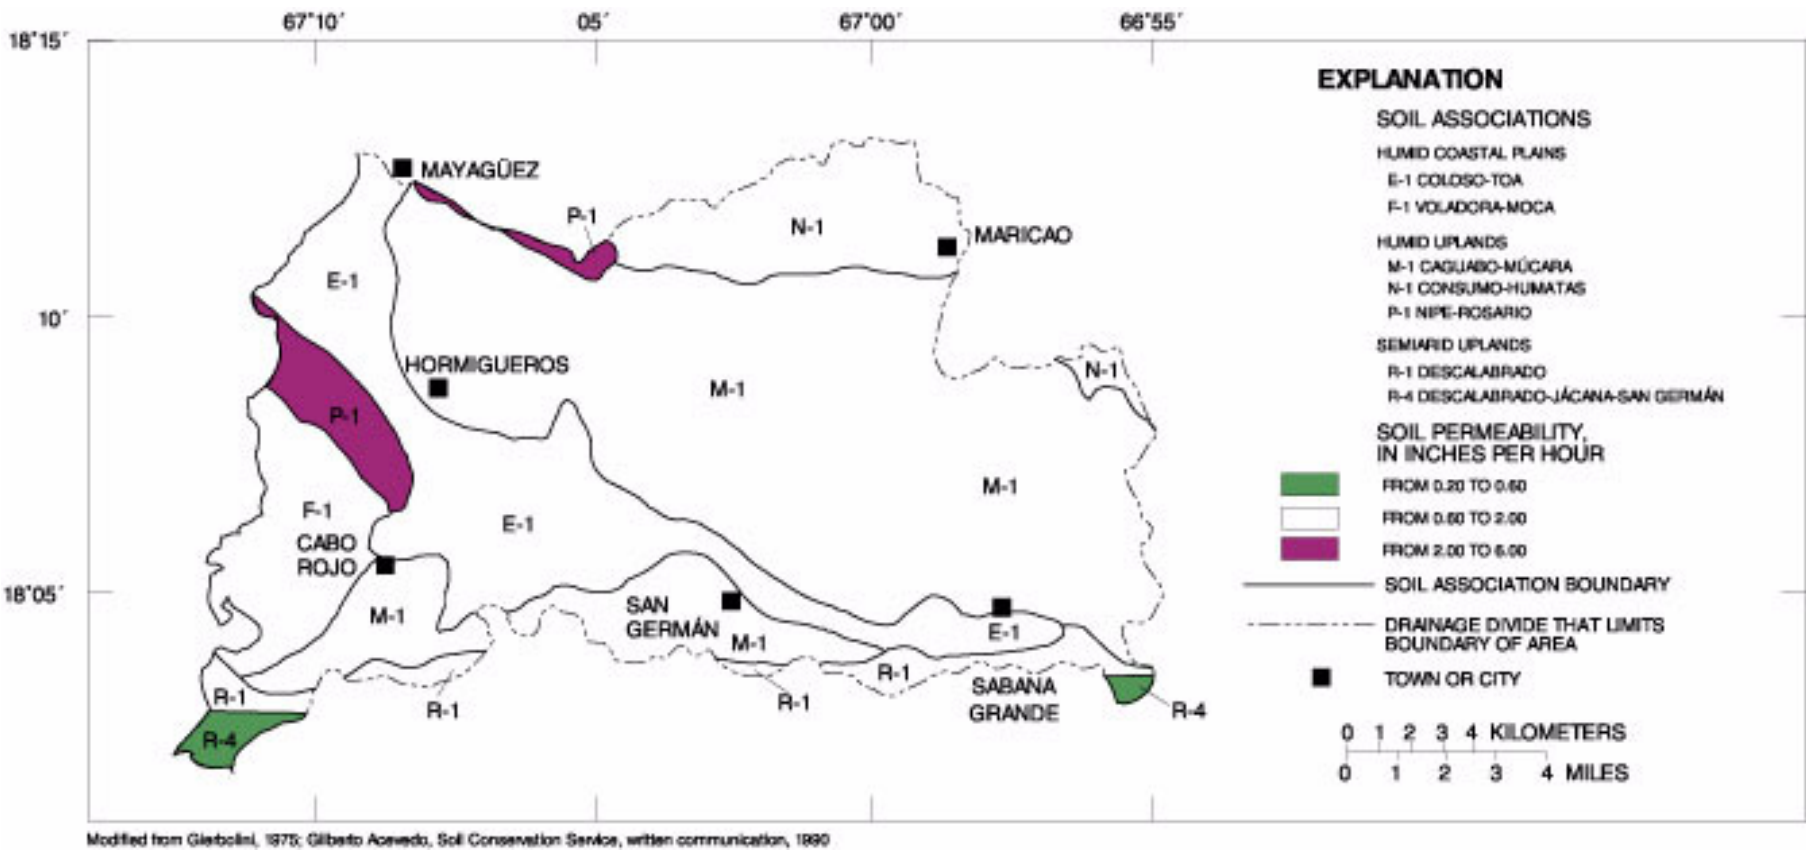 67°10′ 05′ 67°00′ 66°55′
18°15′
10′
18°05′
MAYAGÜEZ
P-1
N-1
MARICAO
E-1
HORMIGUEROS
M-1
N-1
P-1
M-1
F-1
E-1
CABO
ROJO
SAN
GERMÁN
M-1
M-1
E-1
R-1
R-1
R-1
R-1
SABANA
GRANDE
R-4
R-4
EXPLANATION
SOIL ASSOCIATIONS
HUMID COASTAL PLAINS
E-1 COLOSO-TOA
F-1 VOLADORA-MOCA
HUMID UPLANDS
M-1 CAGUABO-MÚCARA
N-1 CONSUMO-HUMATAS
P-1 NIPE-ROSARIO
SEMIARID UPLANDS
R-1 DESCALABRADO
R-4 DESCALABRADO-JÁCANA-SAN GERMÁN
SOIL PERMEABILITY,
IN INCHES PER HOUR
FROM 0.20 TO 0.60
FROM 0.60 TO 2.00
FROM 2.00 TO 6.00
SOIL ASSOCIATION BOUNDARY
DRAINAGE DIVIDE THAT LIMITS
BOUNDARY OF AREA
TOWN OR CITY
0 1 2 3 4 KILOMETERS
0 1 2 3 4 MILES
Modified from Gierbolini, 1975; Gilberto Acevedo, Soil Conservation Service, written communication, 1990